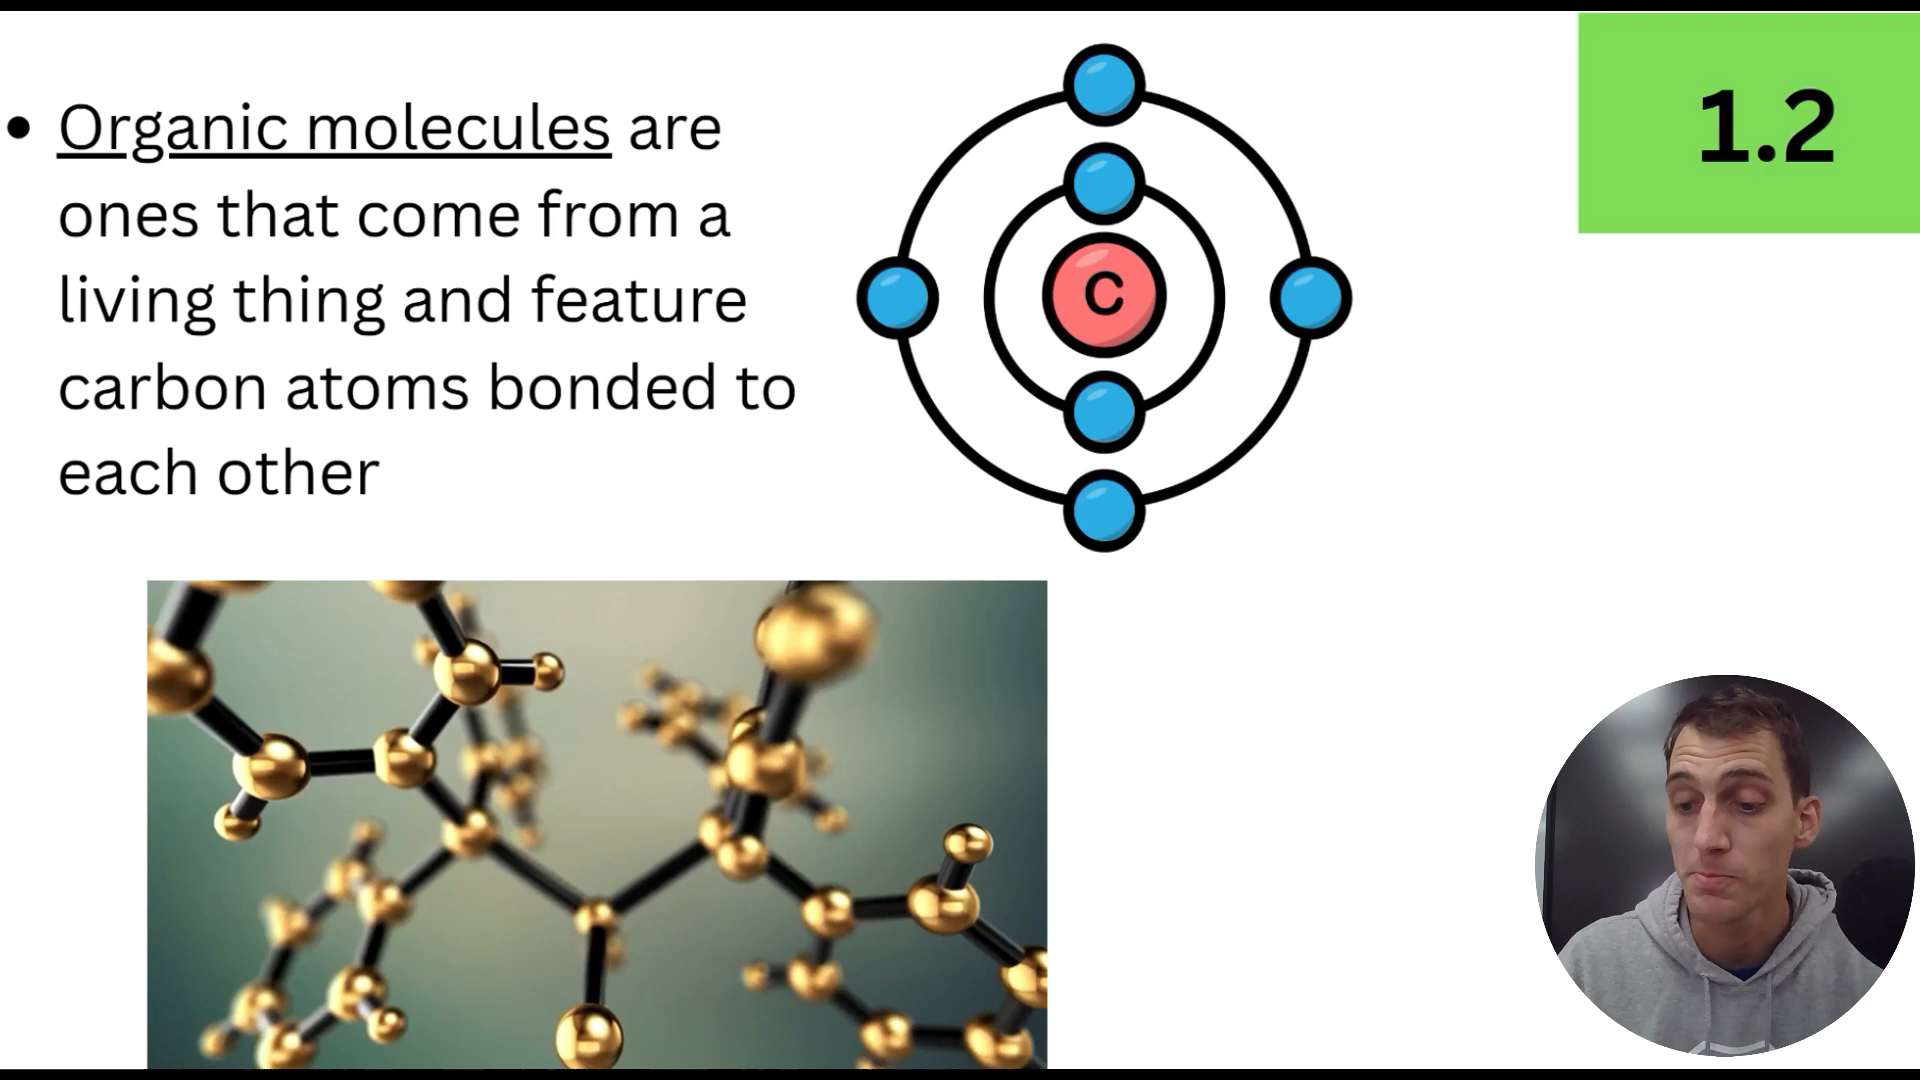 • Organic molecules are
ones that come from a
living thing and feature
carbon atoms bonded to
each other
C
1.2